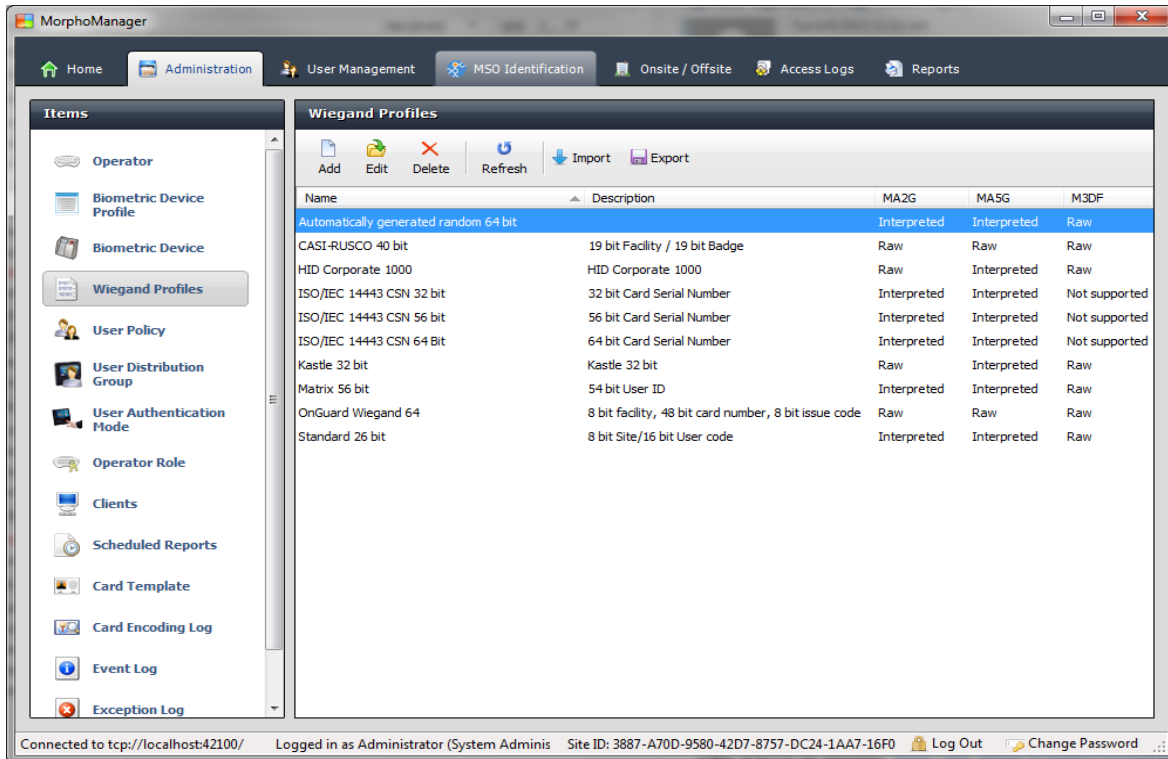 MorphoManager
Home Administration User Management MSO Identification Onsite / Offsite Access Logs Reports
Items
Operator
Biometric Device
Profile
Biometric Device
Wiegand Profiles
User Policy
User Distribution
Group
User Authentication
Mode
Operator Role
Clients
Scheduled Reports
Card Template
Card Encoding Log
Event Log
Exception Log
Wiegand Profiles
Add Edit Delete Refresh Import Export
Name Description MA2G MA5G M3DF
Automatically generated random 64 bit Interpreted Interpreted Raw
CASI-RUSCO 40 bit 19 bit Facility / 19 bit Badge Raw Raw Raw
HID Corporate 1000 HID Corporate 1000 Raw Interpreted Raw
ISO/IEC 14443 CSN 32 bit 32 bit Card Serial Number Interpreted Interpreted Not supported
ISO/IEC 14443 CSN 56 bit 56 bit Card Serial Number Interpreted Interpreted Not supported
ISO/IEC 14443 CSN 64 Bit 64 bit Card Serial Number Interpreted Interpreted Not supported
Kastle 32 bit Kastle 32 bit Raw Interpreted Raw
Matrix 56 bit 54 bit User ID Interpreted Interpreted Raw
OnGuard Wiegand 64 8 bit facility, 48 bit card number, 8 bit issue code Raw Raw Raw
Standard 26 bit 8 bit Site/16 bit User code Interpreted Interpreted Raw
Connected to tcp://localhost:42100/ Logged in as Administrator (System Adminis Site ID: 3887-A70D-9580-42D7-8757-DC24-1AA7-16F0 Log Out Change Password